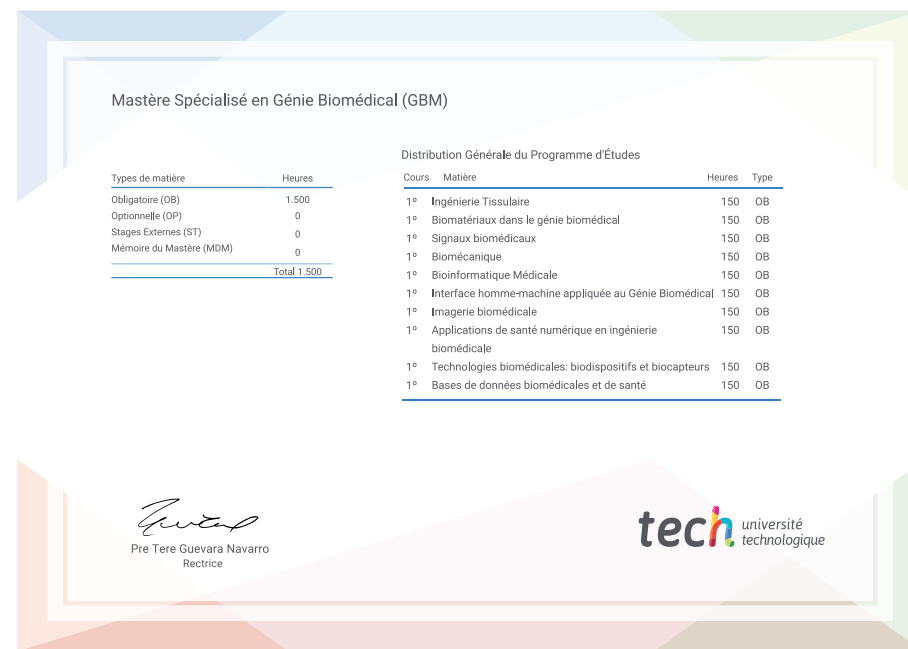 Mastère Spécialisé en Génie Biomédical (GBM)
Types de matière Heures
Obligatoire (OB) 1.500
Optionnelle (OP) 0
Stages Externes (ST) 0
Mémoire du Mastère (MDM) 0
Total 1.500
Distribution Générale du Programme d'Études
Cours Matière Heures Type
1º Ingénierie Tissulaire 150 OB
1º Biomatériaux dans le génie biomédical 150 OB
1º Signaux biomédicaux 150 OB
1º Biomécanique 150 OB
1º Bioinformatique Médicale 150 OB
1º Interface homme-machine appliquée au Génie Biomédical 150 OB
1º Imagerie biomédicale 150 OB
1º Applications de santé numérique en ingénierie 150 OB
biomédicale
1º Technologies biomédicales: biodispositifs et biocapteurs 150 OB
1º Bases de données biomédicales et de santé 150 OB
Pre Tere Guevara Navarro
Rectrice
tech université
technologique